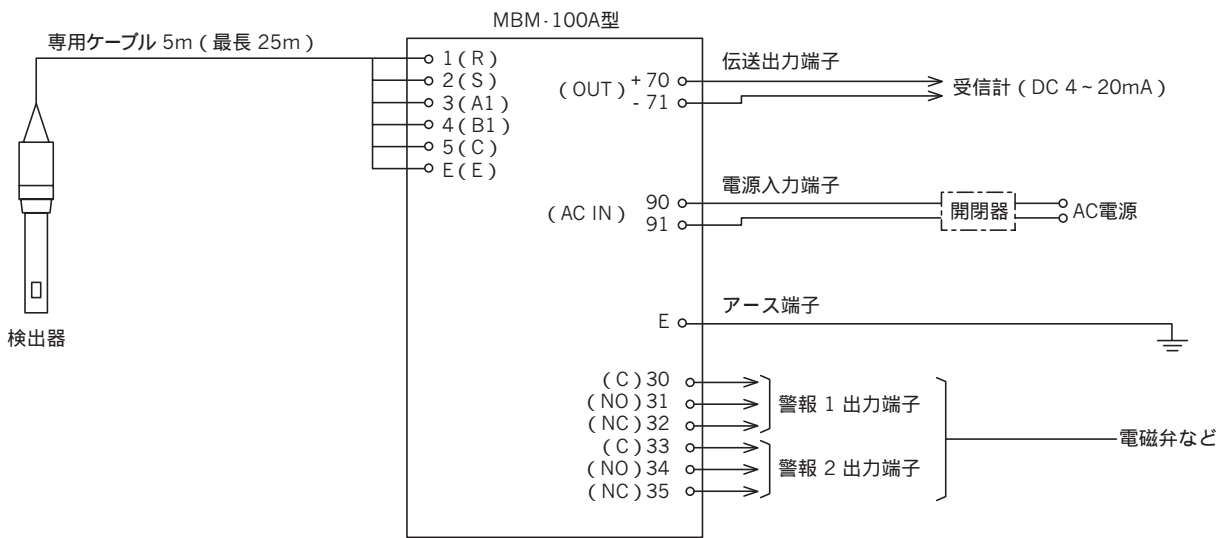 MBM-100A型
専用ケーブル 5m ( 最長 25m )
1 ( R )
2 ( S )
3 ( A1 )
4 ( B1 )
5 ( C )
E ( E )
検出器
( OUT )
+ 70
- 71
伝送出力端子
受信計 ( DC 4 ~ 20mA )
( AC IN )
90
91
電源入力端子
開閉器
AC電源
E
アース端子
( C ) 30
( NO ) 31
( NC ) 32
警報 1 出力端子
( C ) 33
( NO ) 34
( NC ) 35
警報 2 出力端子
電磁弁など